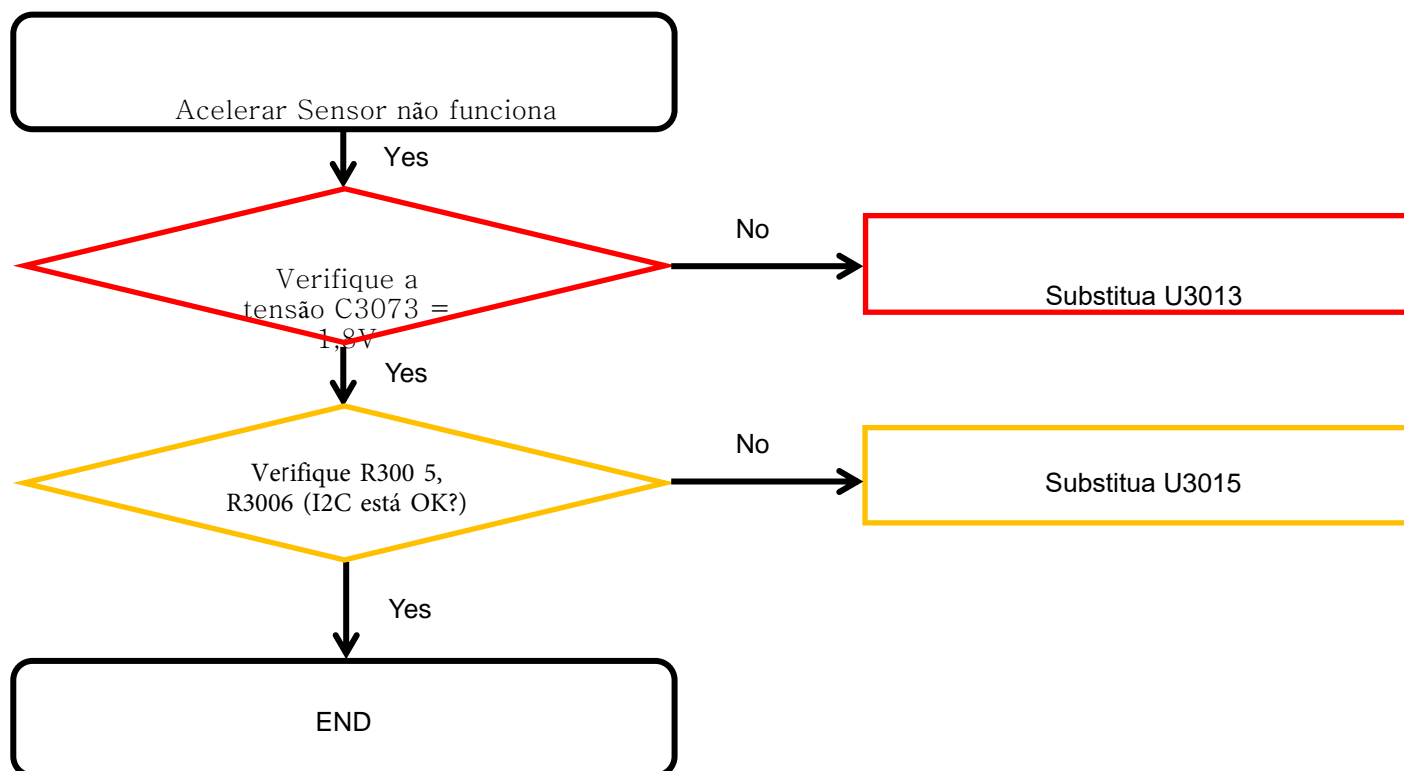 Acelerar Sensor não funciona
Yes
No
Verifique a
tensão C3073 =
1,8V
Substitua U3013
Yes
No
Verifique R300 5,
R3006 (I2C está OK?)
Substitua U3015
Yes
END